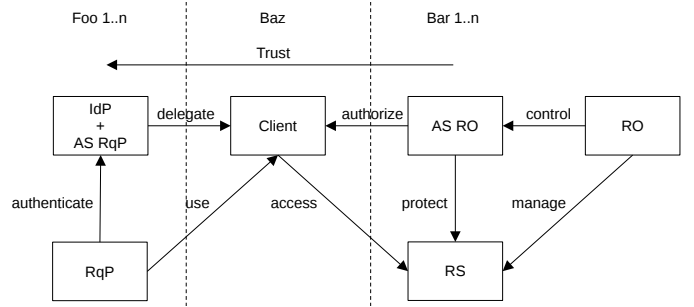 Foo 1..n
Baz
Bar 1..n
Trust
IdP
+
AS RqP
delegate
Client
authorize
AS RO
control
RO
authenticate
use
access
protect
manage
RqP
RS